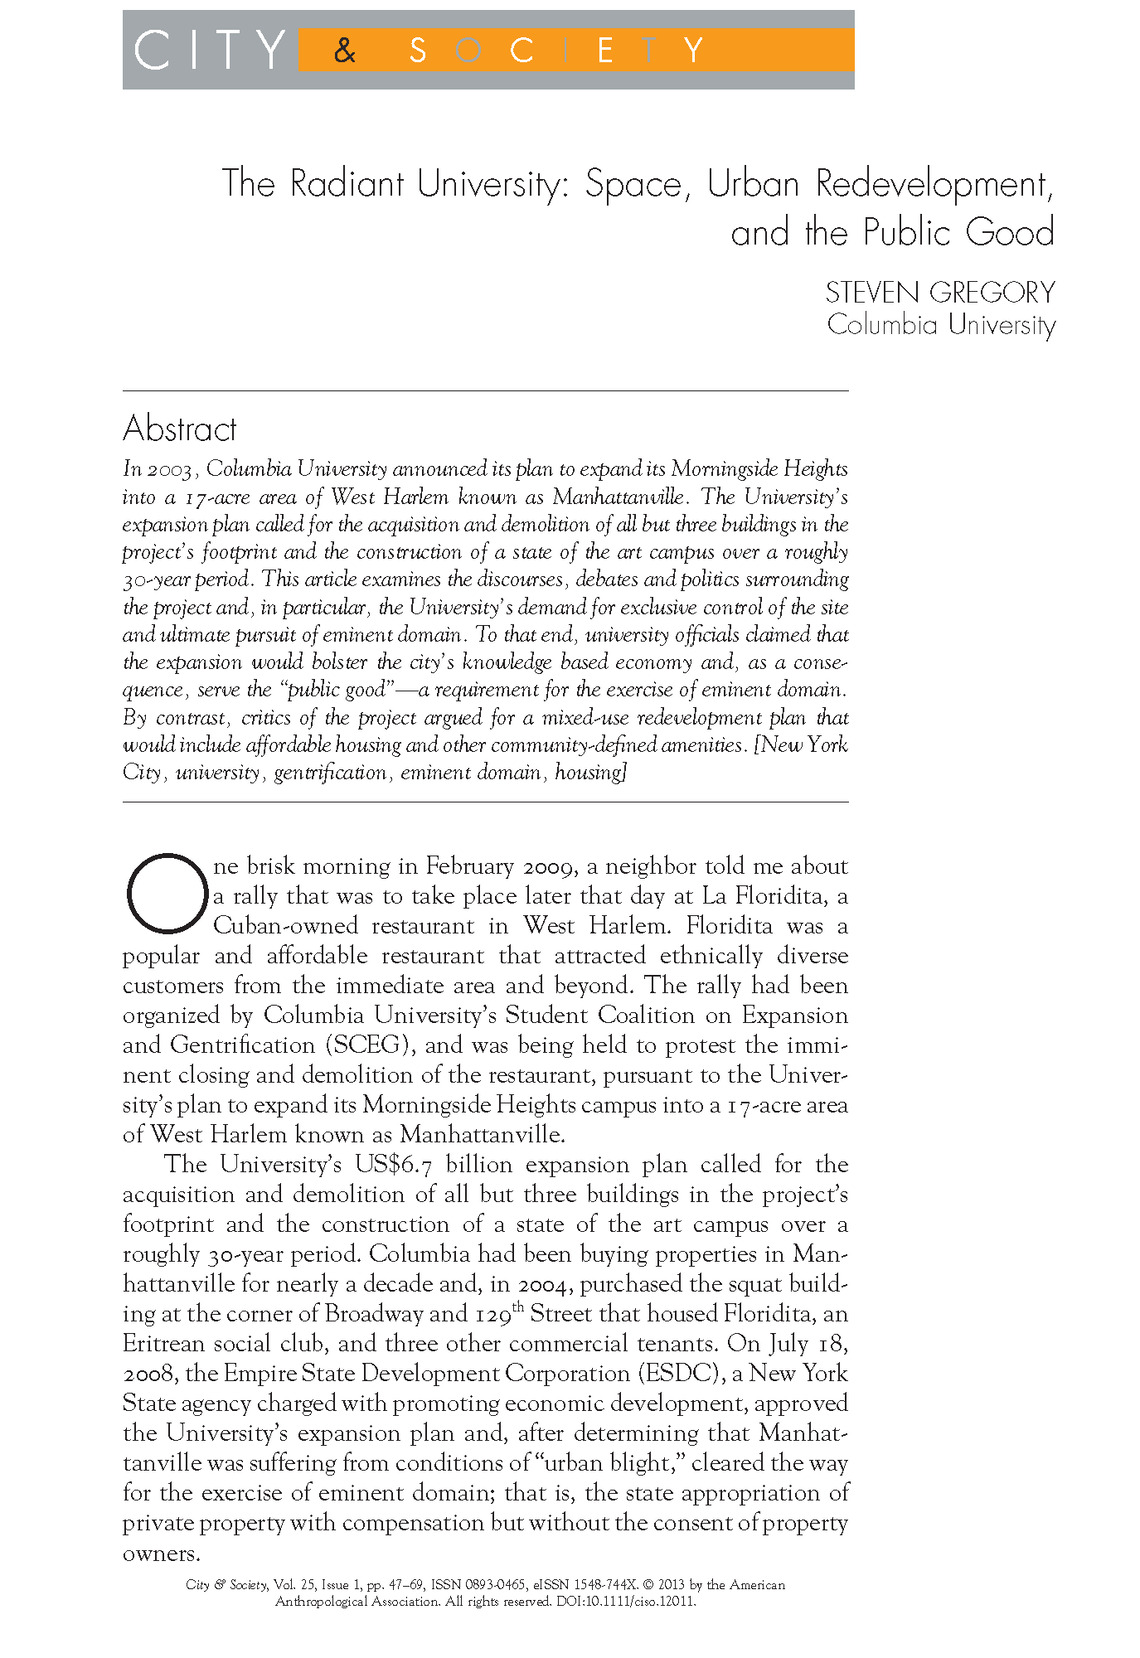 CITY & SOCIETY
The Radiant University: Space, Urban Redevelopment,
and the Public Good
STEVEN GREGORY
Columbia University
Abstract
In 2003, Columbia University announced its plan to expand its Morningside Heights
into a 17-acre area of West Harlem known as Manhattanville. The University's
expansion plan called for the acquisition and demolition of all but three buildings in the
project's footprint and the construction of a state of the art campus over a roughly
30-year period. This article examines the discourses, debates and politics surrounding
the project and, in particular, the University's demand for exclusive control of the site
and ultimate pursuit of eminent domain. To that end, university officials claimed that
the expansion would bolster the city's knowledge based economy and, as a conse-
quence, serve the “public good”—a requirement for the exercise of eminent domain.
By contrast, critics of the project argued for a mixed-use redevelopment plan that
would include affordable housing and other community-defined amenities. [New York
City, university, gentrification, eminent domain, housing]
One brisk morning in February 2009, a neighbor told me about
a rally that was to take place later that day at La Floridita, a
Cuban-owned restaurant in West Harlem. Floridita was a
popular and affordable restaurant that attracted ethnically diverse
customers from the immediate area and beyond. The rally had been
organized by Columbia University's Student Coalition on Expansion
and Gentrification (SCEG), and was being held to protest the immi-
nent closing and demolition of the restaurant, pursuant to the Univer-
sity's plan to expand its Morningside Heights campus into a 17-acre area
of West Harlem known as Manhattanville.
The University's US$6.7 billion expansion plan called for the
acquisition and demolition of all but three buildings in the project's
footprint and the construction of a state of the art campus over a
roughly 30-year period. Columbia had been buying properties in Man-
hattanville for nearly a decade and, in 2004, purchased the squat build-
ing at the corner of Broadway and 129th Street that housed Floridita, an
Eritrean social club, and three other commercial tenants. On July 18,
2008, the Empire State Development Corporation (ESDC), a New York
State agency charged with promoting economic development, approved
the University's expansion plan and, after determining that Manhat-
tanville was suffering from conditions of “urban blight,” cleared the way
for the exercise of eminent domain; that is, the state appropriation of
private property with compensation but without the consent of property
owners.
City & Society, Vol. 25, Issue 1, pp. 47–69, ISSN 0893-0465, eISSN 1548-744X. © 2013 by the American
Anthropological Association. All rights reserved. DOI:10.1111/ciso.12011.